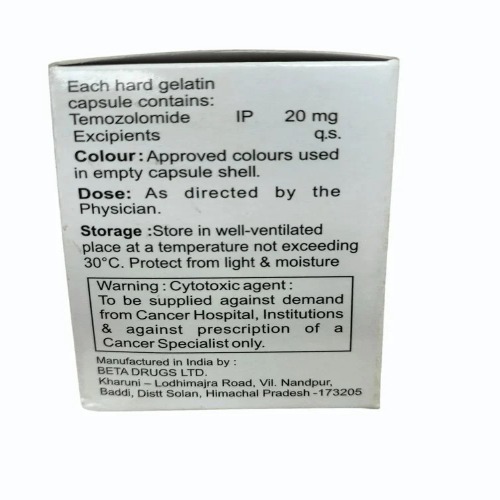 Each hard gelatin
capsule contains:
Temozolomide IP 20 mg
Excipients q.s.
Colour: Approved colours used
in empty capsule shell.
Dose: As directed by the
Physician.
Storage :Store in well-ventilated
place at a temperature not exceeding
30°C. Protect from light & moisture
Warning : Cytotoxic agent :
To be supplied against demand
from Cancer Hospital, Institutions
& against prescription of a
Cancer Specialist only.
Manufactured in India by :
BETA DRUGS LTD.
Kharuni – Lodhimajra Road, Vil. Nandpur,
Baddi, Distt Solan, Himachal Pradesh -173205